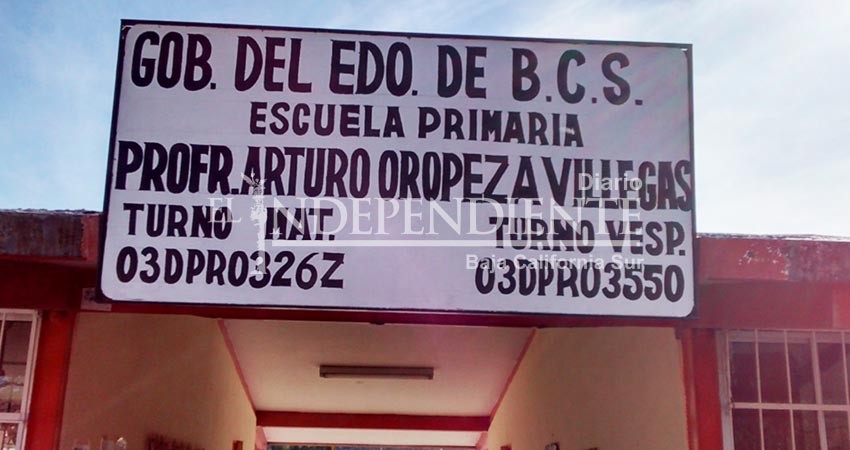 GOB. DEL EDO. DE B.C.S.
ESCUELA PRIMARIA
PROFR. ARTURO OROPEZA VILLEGAS
TURNO MAT. TURNO VESP.
03DPR0326Z 03DPR0355O
Diario
EL INDEPENDIENTE
Baja California Sur